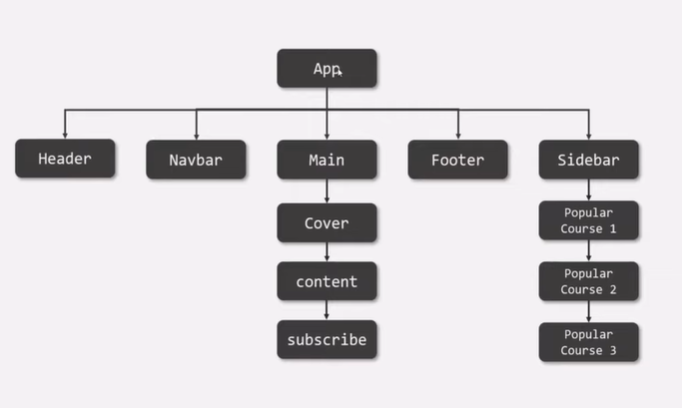 App
Header
Navbar
Main
Footer
Sidebar
Cover
content
subscribe
Popular
Course 1
Popular
Course 2
Popular
Course 3